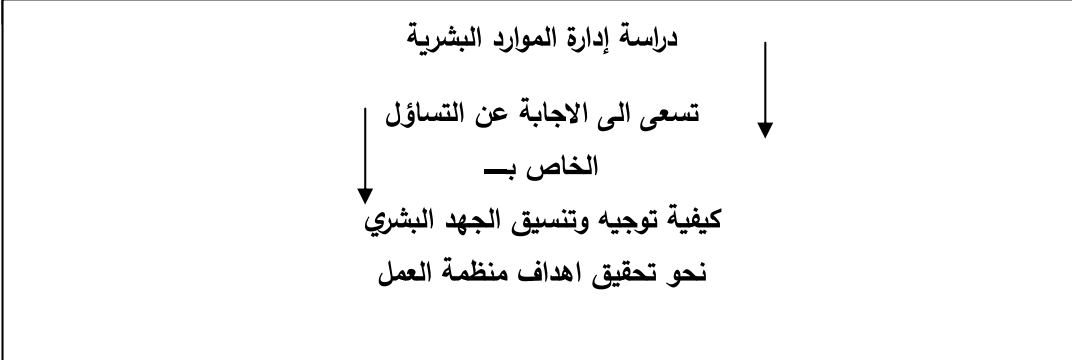 دراسة إدارة الموارد البشرية
تسعى الى الاجابة عن التساؤل
الخاص بــ
كيفية توجيه وتنسيق الجهد البشري
نحو تحقيق اهداف منظمة العمل